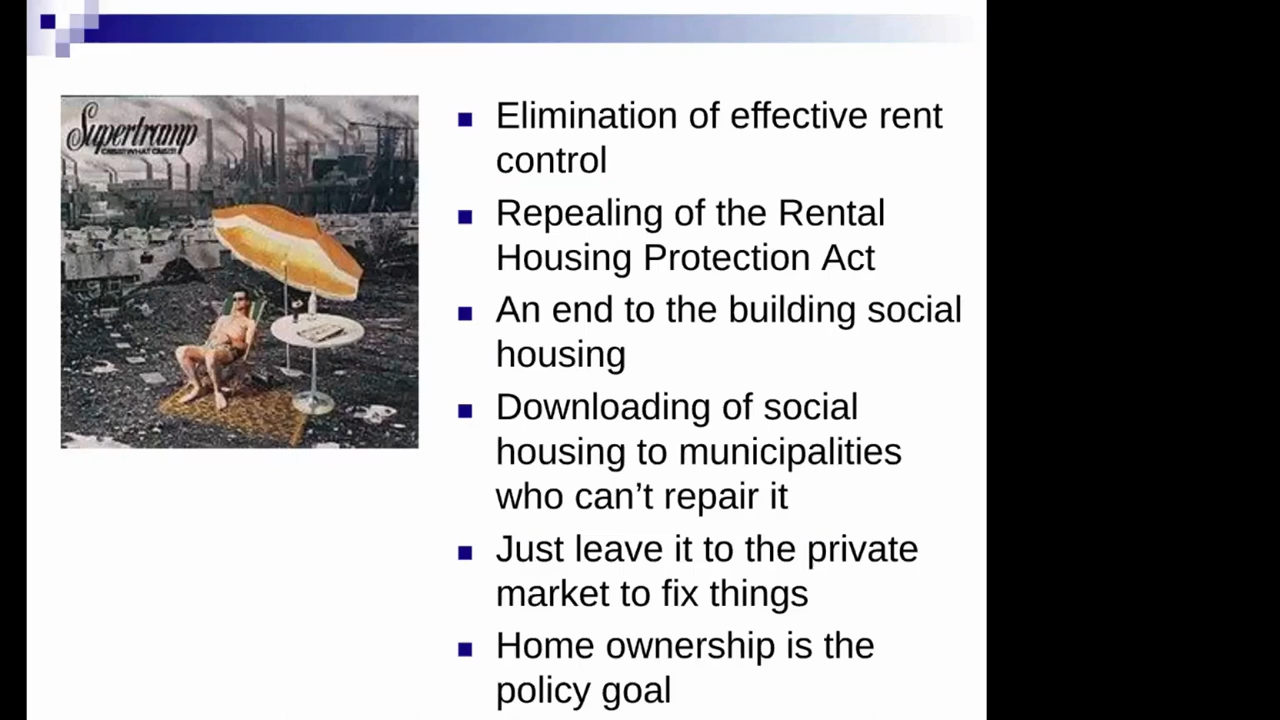 Supertramp
CRISIS? WHAT CRISIS?
Elimination of effective rent
control
Repealing of the Rental
Housing Protection Act
An end to the building social
housing
Downloading of social
housing to municipalities
who can’t repair it
Just leave it to the private
market to fix things
Home ownership is the
policy goal